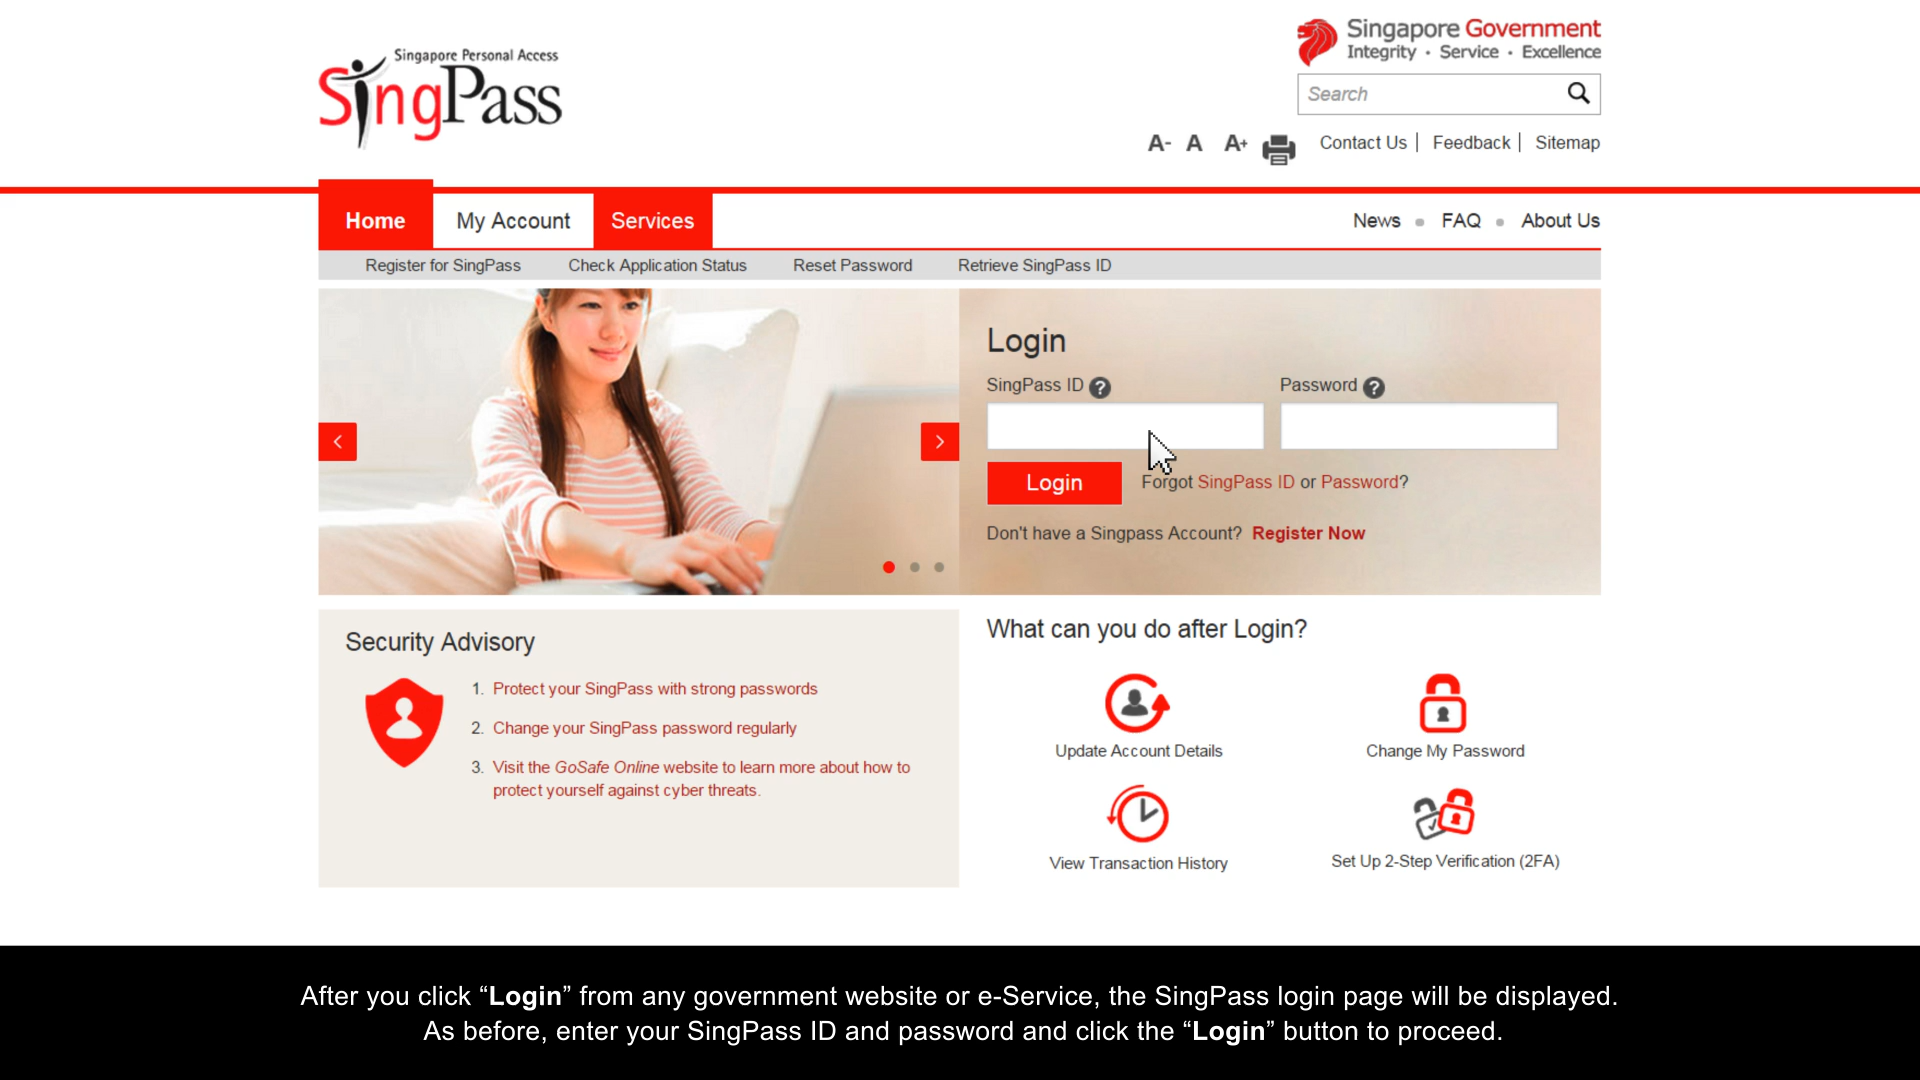 Singapore Government
Integrity · Service · Excellence
Singapore Personal Access
SingPass
Search
A- A A+ Contact Us | Feedback | Sitemap
Home My Account Services News • FAQ • About Us
Register for SingPass Check Application Status Reset Password Retrieve SingPass ID
Login
SingPass ID ? Password ?
Login Forgot SingPass ID or Password?
Don't have a Singpass Account? Register Now
Security Advisory
1. Protect your SingPass with strong passwords
2. Change your SingPass password regularly
3. Visit the GoSafe Online website to learn more about how to
protect yourself against cyber threats.
What can you do after Login?
Update Account Details Change My Password
View Transaction History Set Up 2-Step Verification (2FA)
After you click “Login” from any government website or e-Service, the SingPass login page will be displayed.
As before, enter your SingPass ID and password and click the “Login” button to proceed.